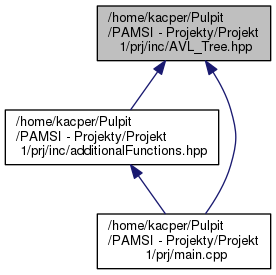 /home/kacper/Pulpit
/PAMSI - Projekty/Projekt
1/prj/inc/AVL_Tree.hpp
/home/kacper/Pulpit
/PAMSI - Projekty/Projekt
1/prj/inc/additionalFunctions.hpp
/home/kacper/Pulpit
/PAMSI - Projekty/Projekt
1/prj/main.cpp